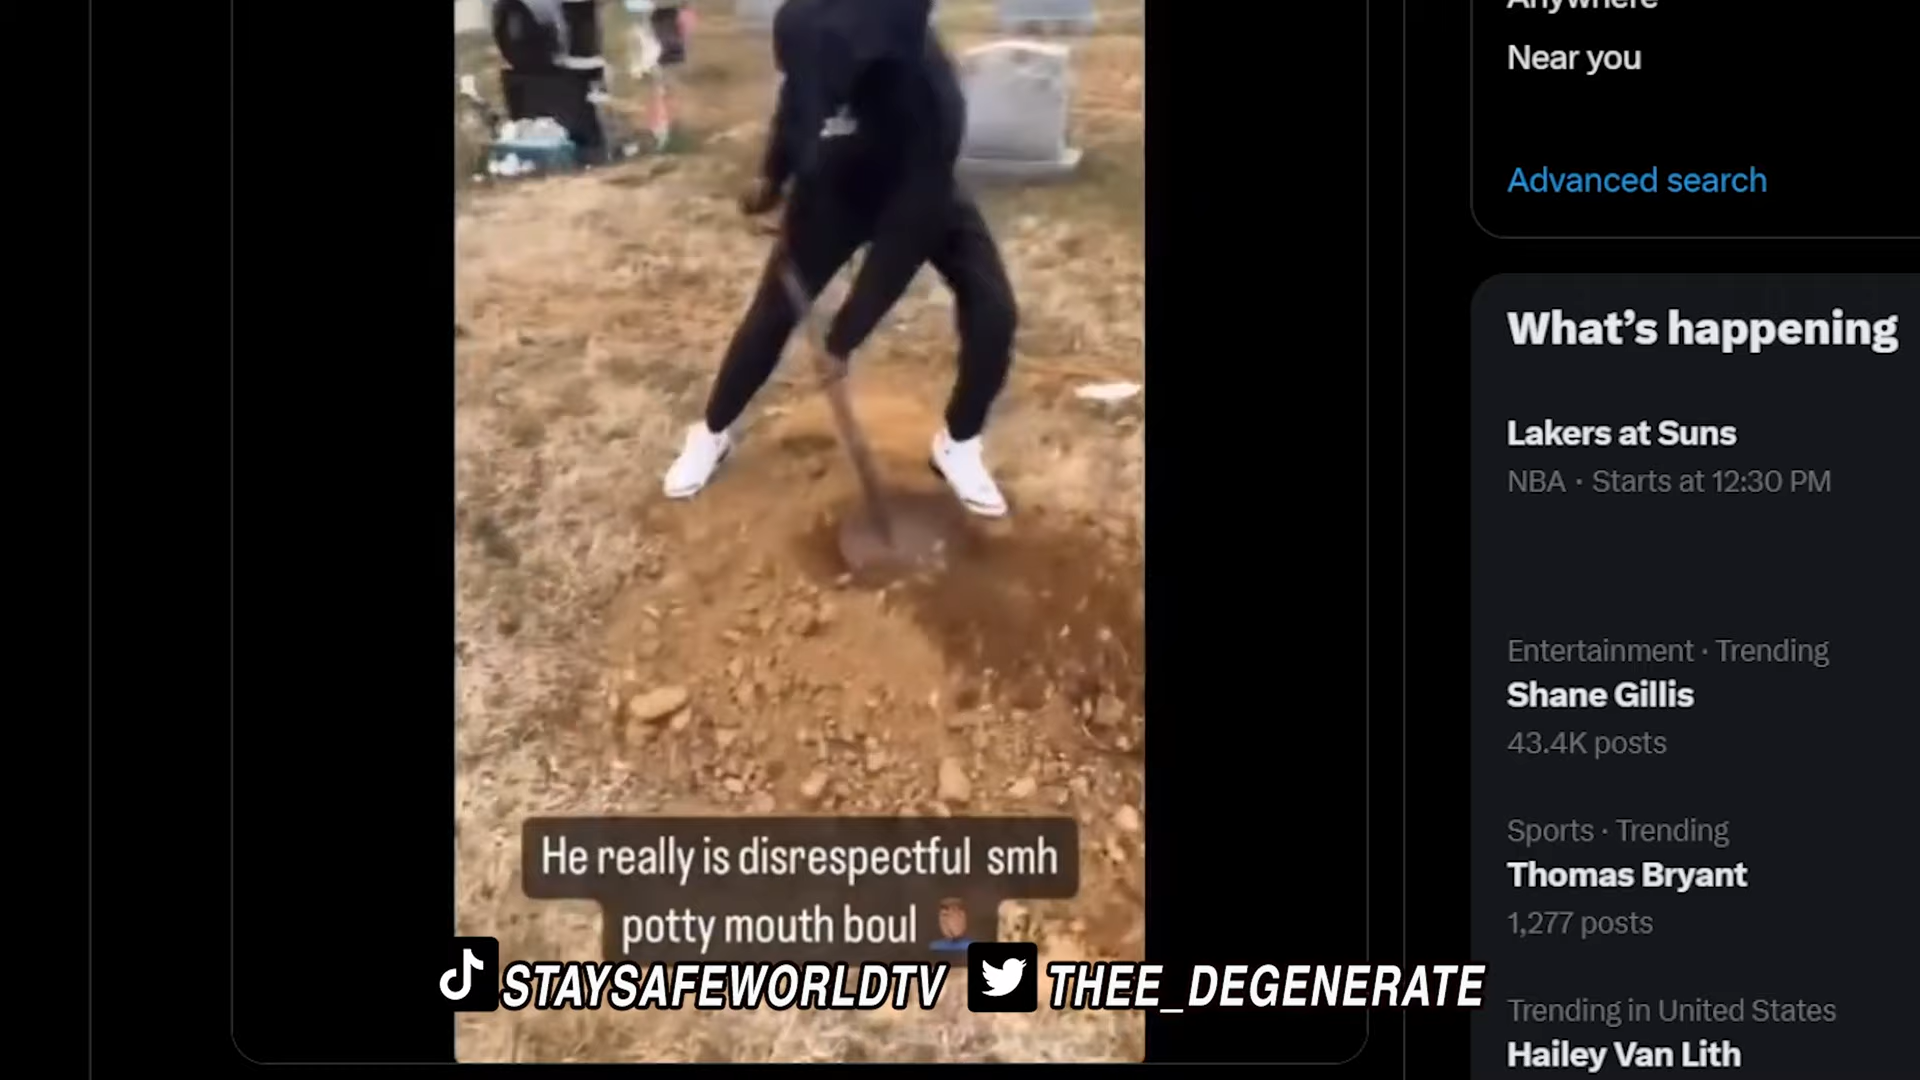 Anywhere
Near you
Advanced search
What's happening
Lakers at Suns
NBA · Starts at 12:30 PM
Entertainment · Trending
Shane Gillis
43.4K posts
Sports · Trending
Thomas Bryant
1,277 posts
Trending in United States
Hailey Van Lith
He really is disrespectful smh
potty mouth boul 🤦🏾‍♂️
STAYSAFEWORLDTV THEE_DEGENERATE